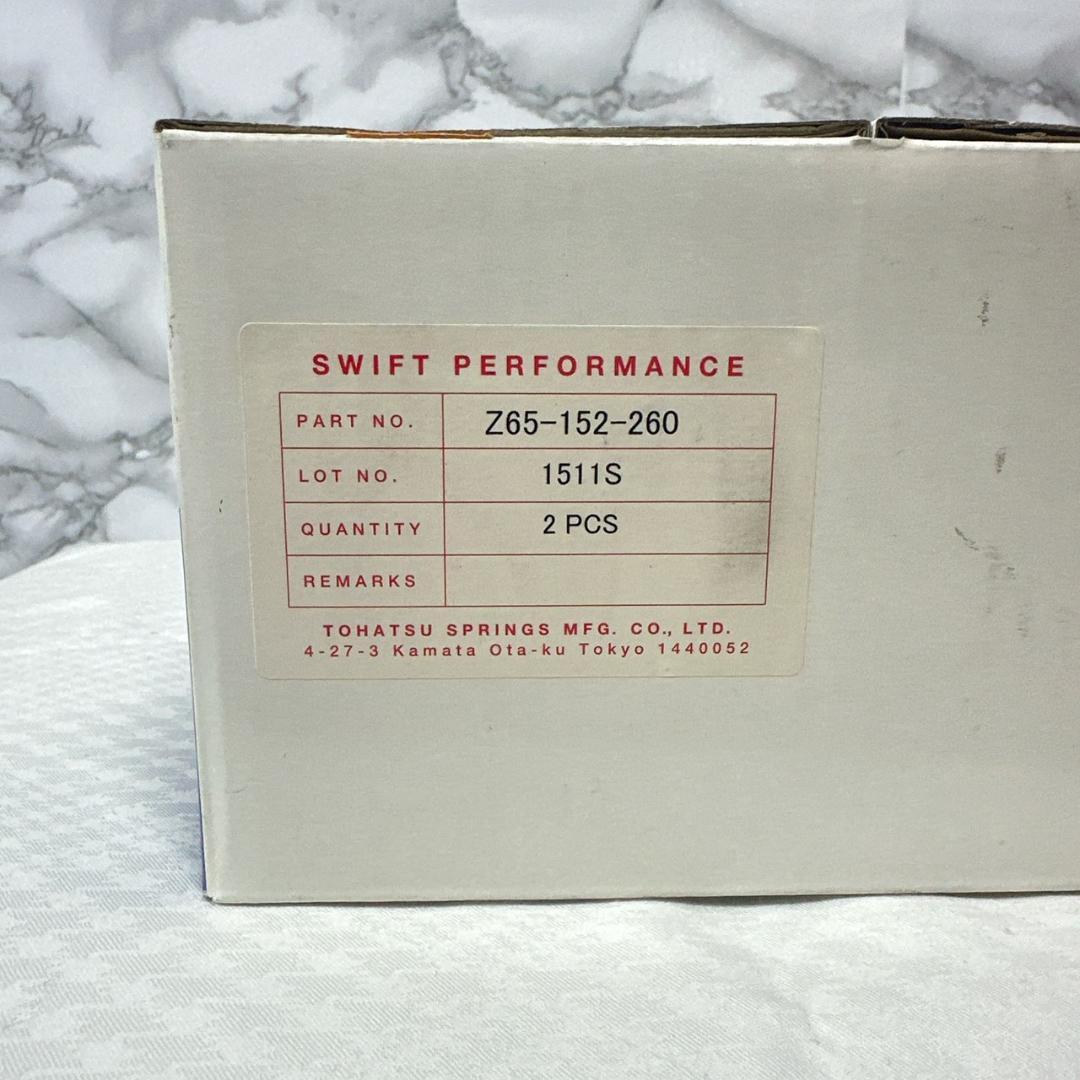 SWIFT PERFORMANCE
PART NO. Z65-152-260
LOT NO. 1511S
QUANTITY 2 PCS
REMARKS
TOHATSU SPRINGS MFG. CO., LTD.
4-27-3 Kamata Ota-ku Tokyo 1440052